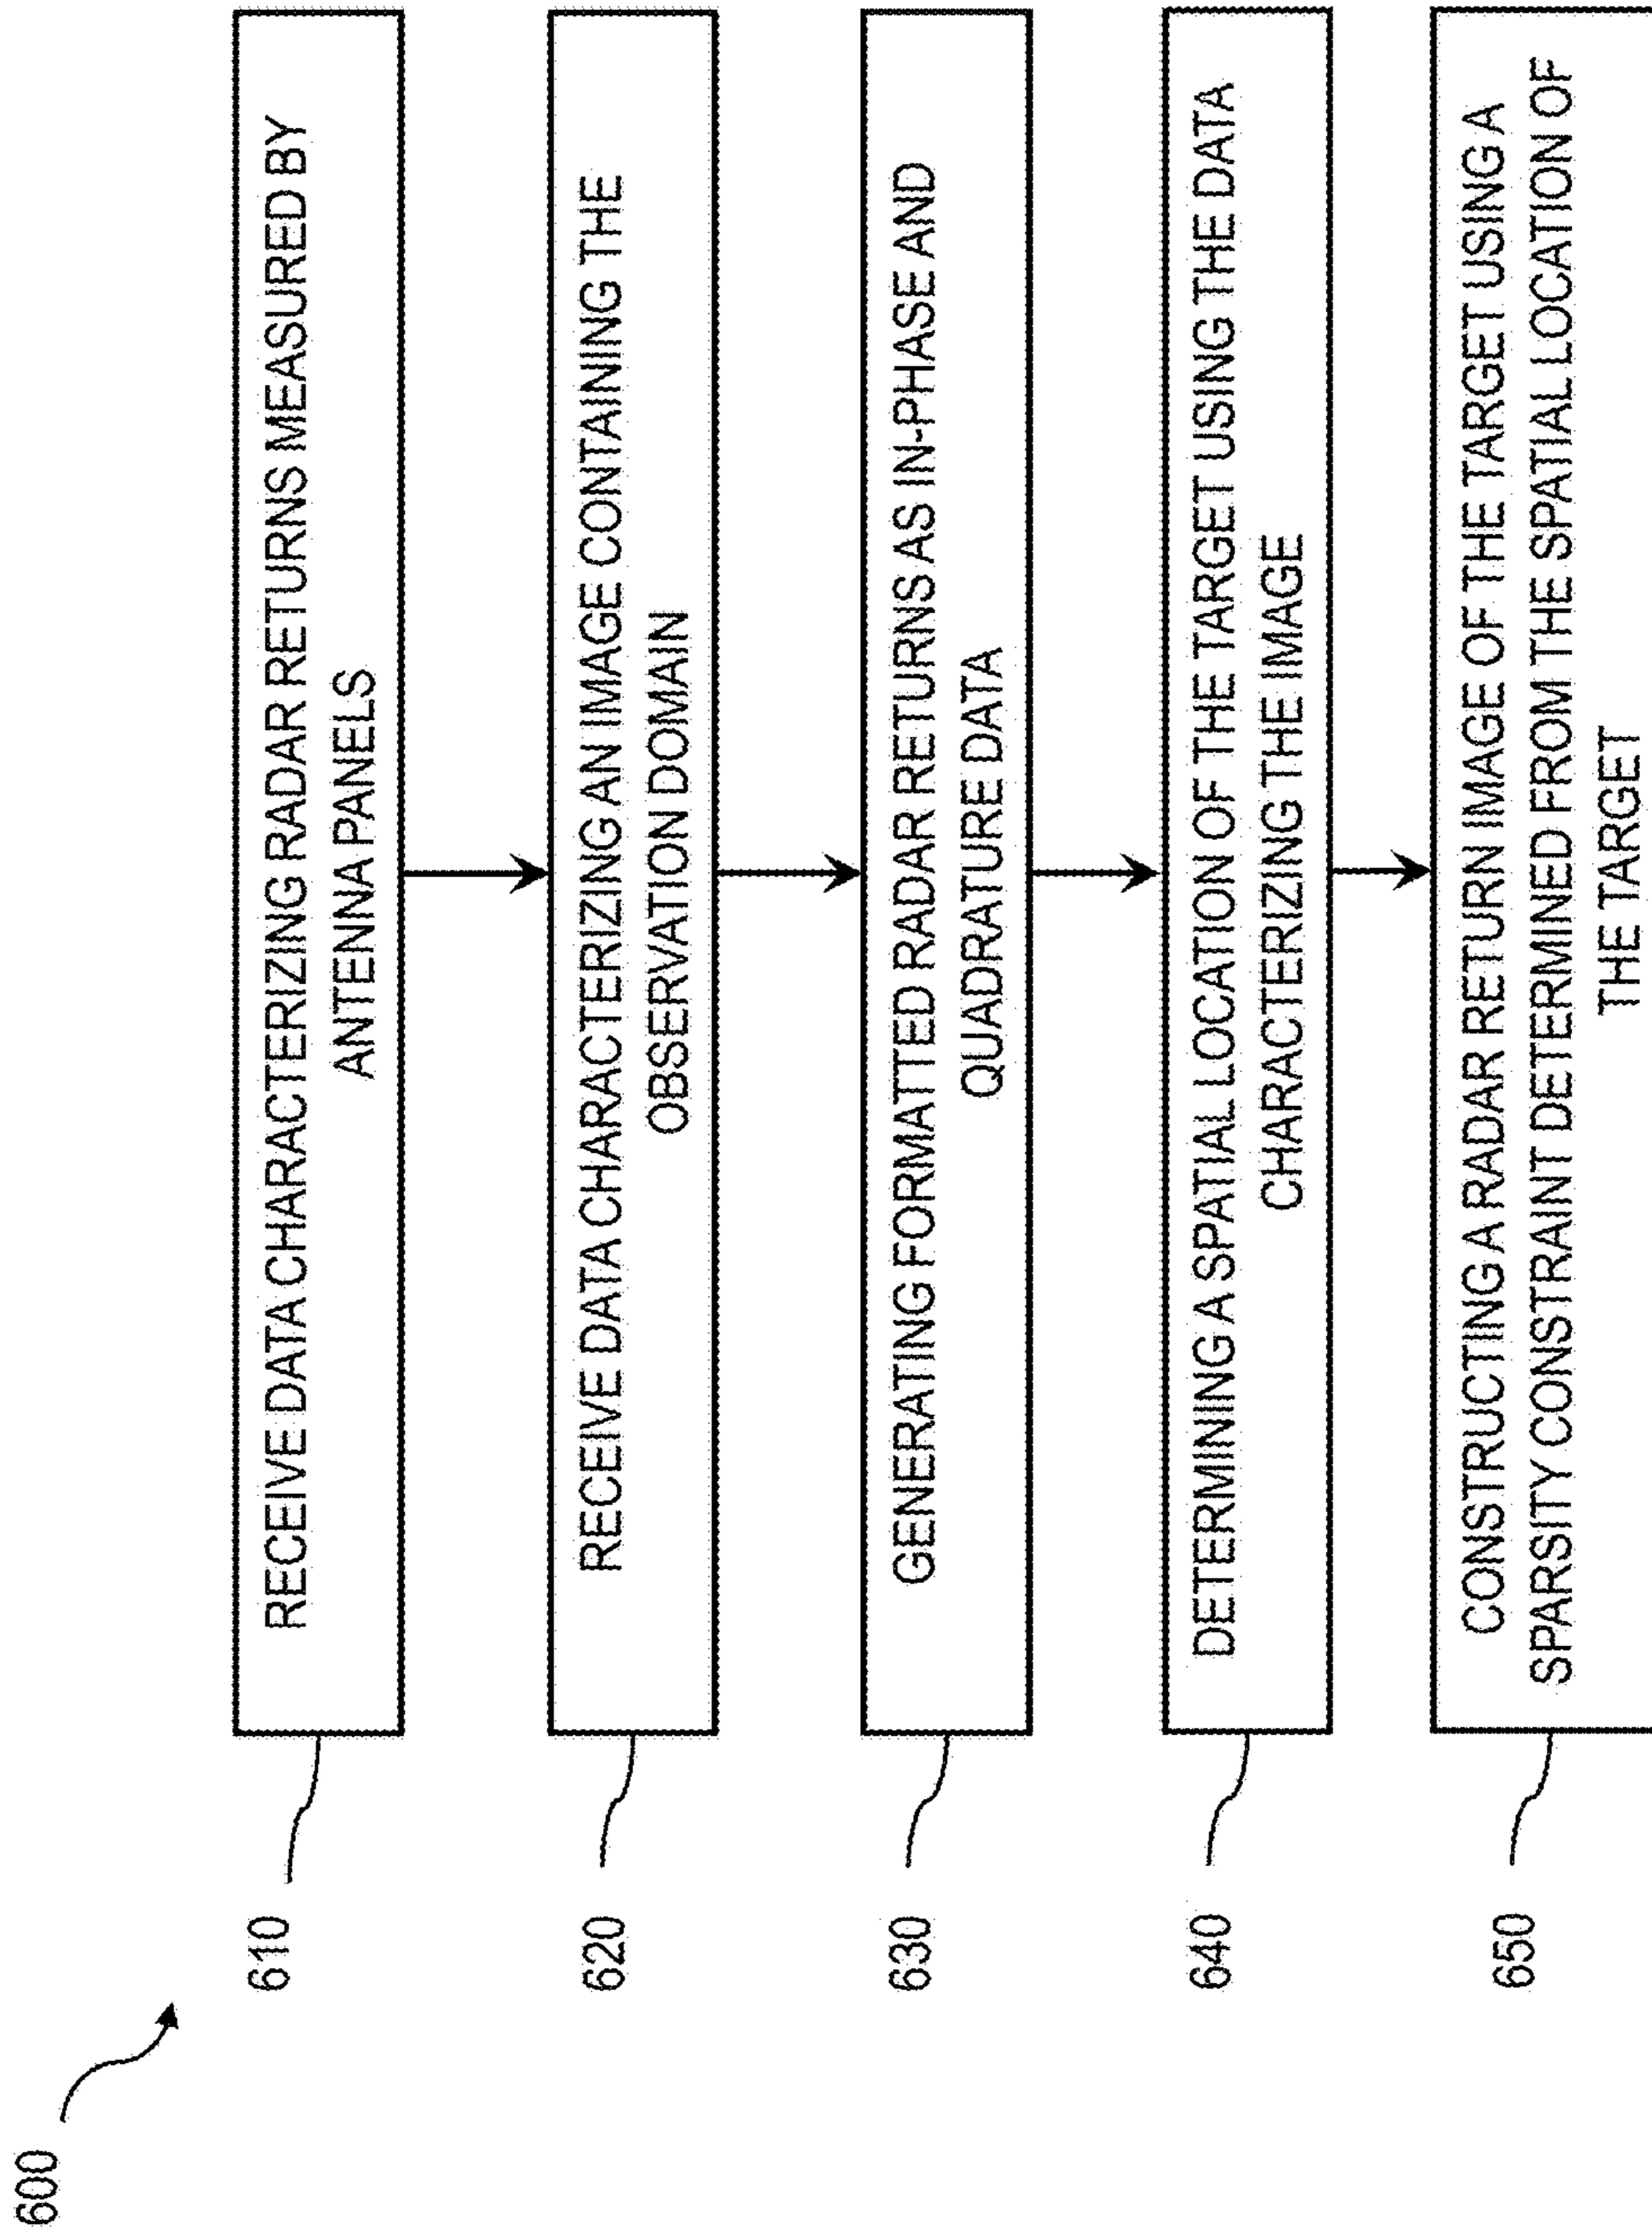 600
610
RECEIVE DATA CHARACTERIZING RADAR RETURNS MEASURED BY
ANTENNA PANELS
620
RECEIVE DATA CHARACTERIZING AN IMAGE CONTAINING THE
OBSERVATION DOMAIN
630
GENERATING FORMATTED RADAR RETURNS AS IN-PHASE AND
QUADRATURE DATA
640
DETERMINING A SPATIAL LOCATION OF THE TARGET USING THE DATA
CHARACTERIZING THE IMAGE
650
CONSTRUCTING A RADAR RETURN IMAGE OF THE TARGET USING A
SPARSITY CONSTRAINT DETERMINED FROM THE SPATIAL LOCATION OF
THE TARGET